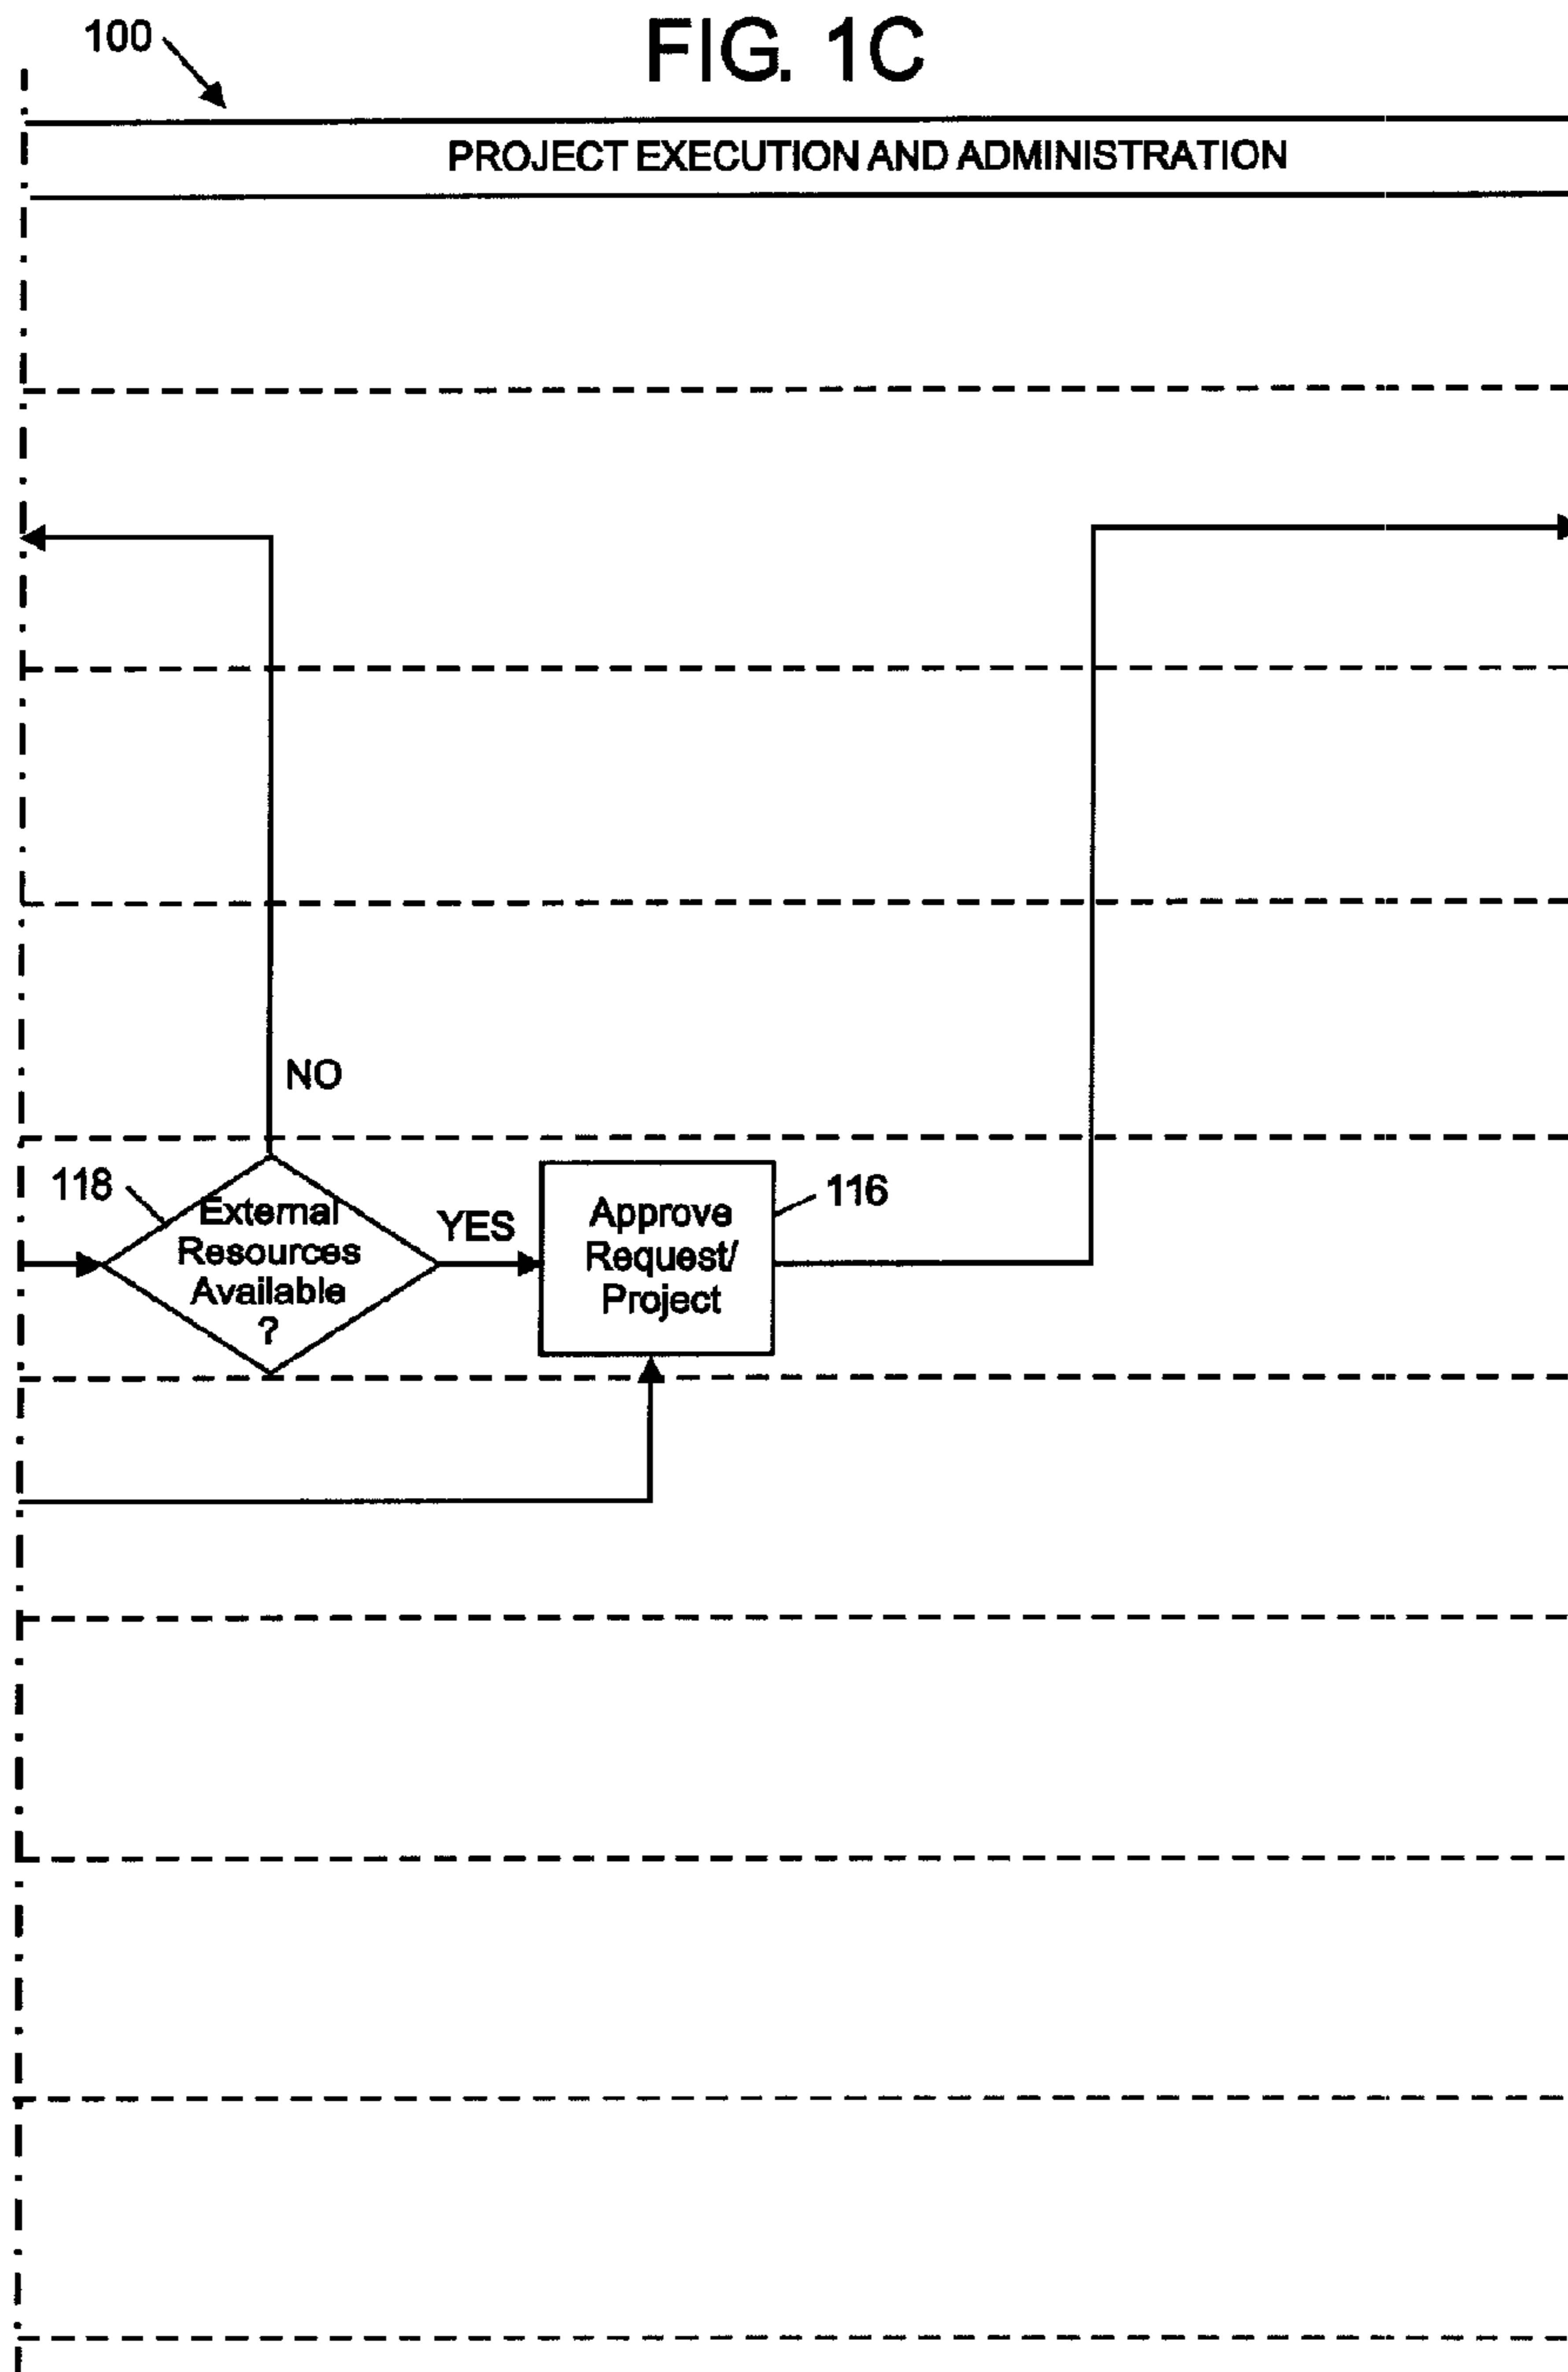 100
FIG. 1C
PROJECT EXECUTION AND ADMINISTRATION
NO
118
External
Resources
Available
?
YES
Approve
Request/
Project
116